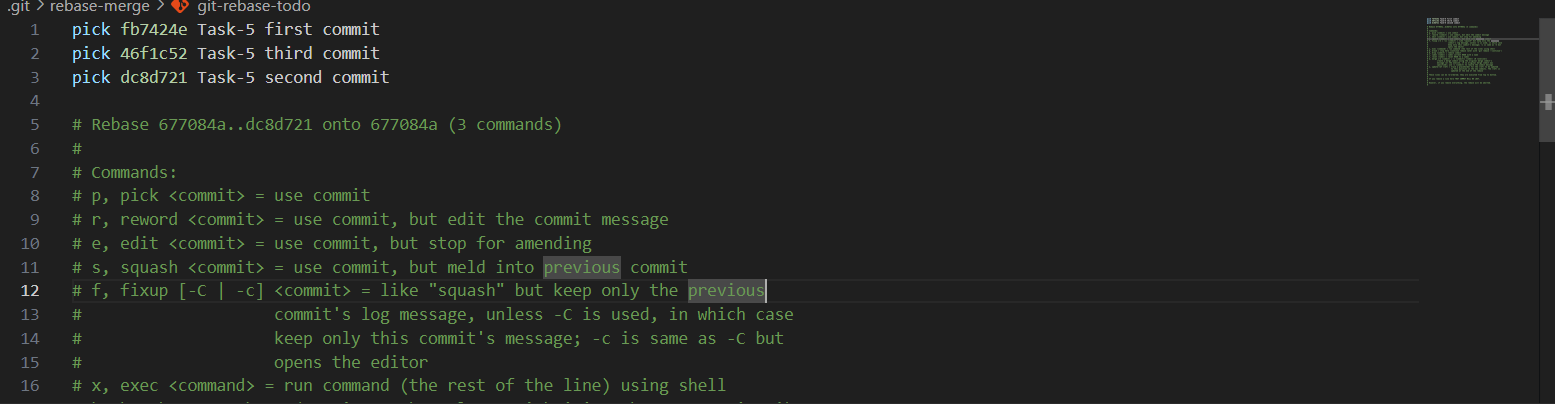 .git > rebase-merge > git-rebase-todo
1 pick fb7424e Task-5 first commit
2 pick 46f1c52 Task-5 third commit
3 pick dc8d721 Task-5 second commit
4
5 # Rebase 677084a..dc8d721 onto 677084a (3 commands)
6 #
7 # Commands:
8 # p, pick <commit> = use commit
9 # r, reword <commit> = use commit, but edit the commit message
10 # e, edit <commit> = use commit, but stop for amending
11 # s, squash <commit> = use commit, but meld into previous commit
12 # f, fixup [-C | -c] <commit> = like "squash" but keep only the previous
13 # commit's log message, unless -C is used, in which case
14 # keep only this commit's message; -c is same as -C but
15 # opens the editor
16 # x, exec <command> = run command (the rest of the line) using shell